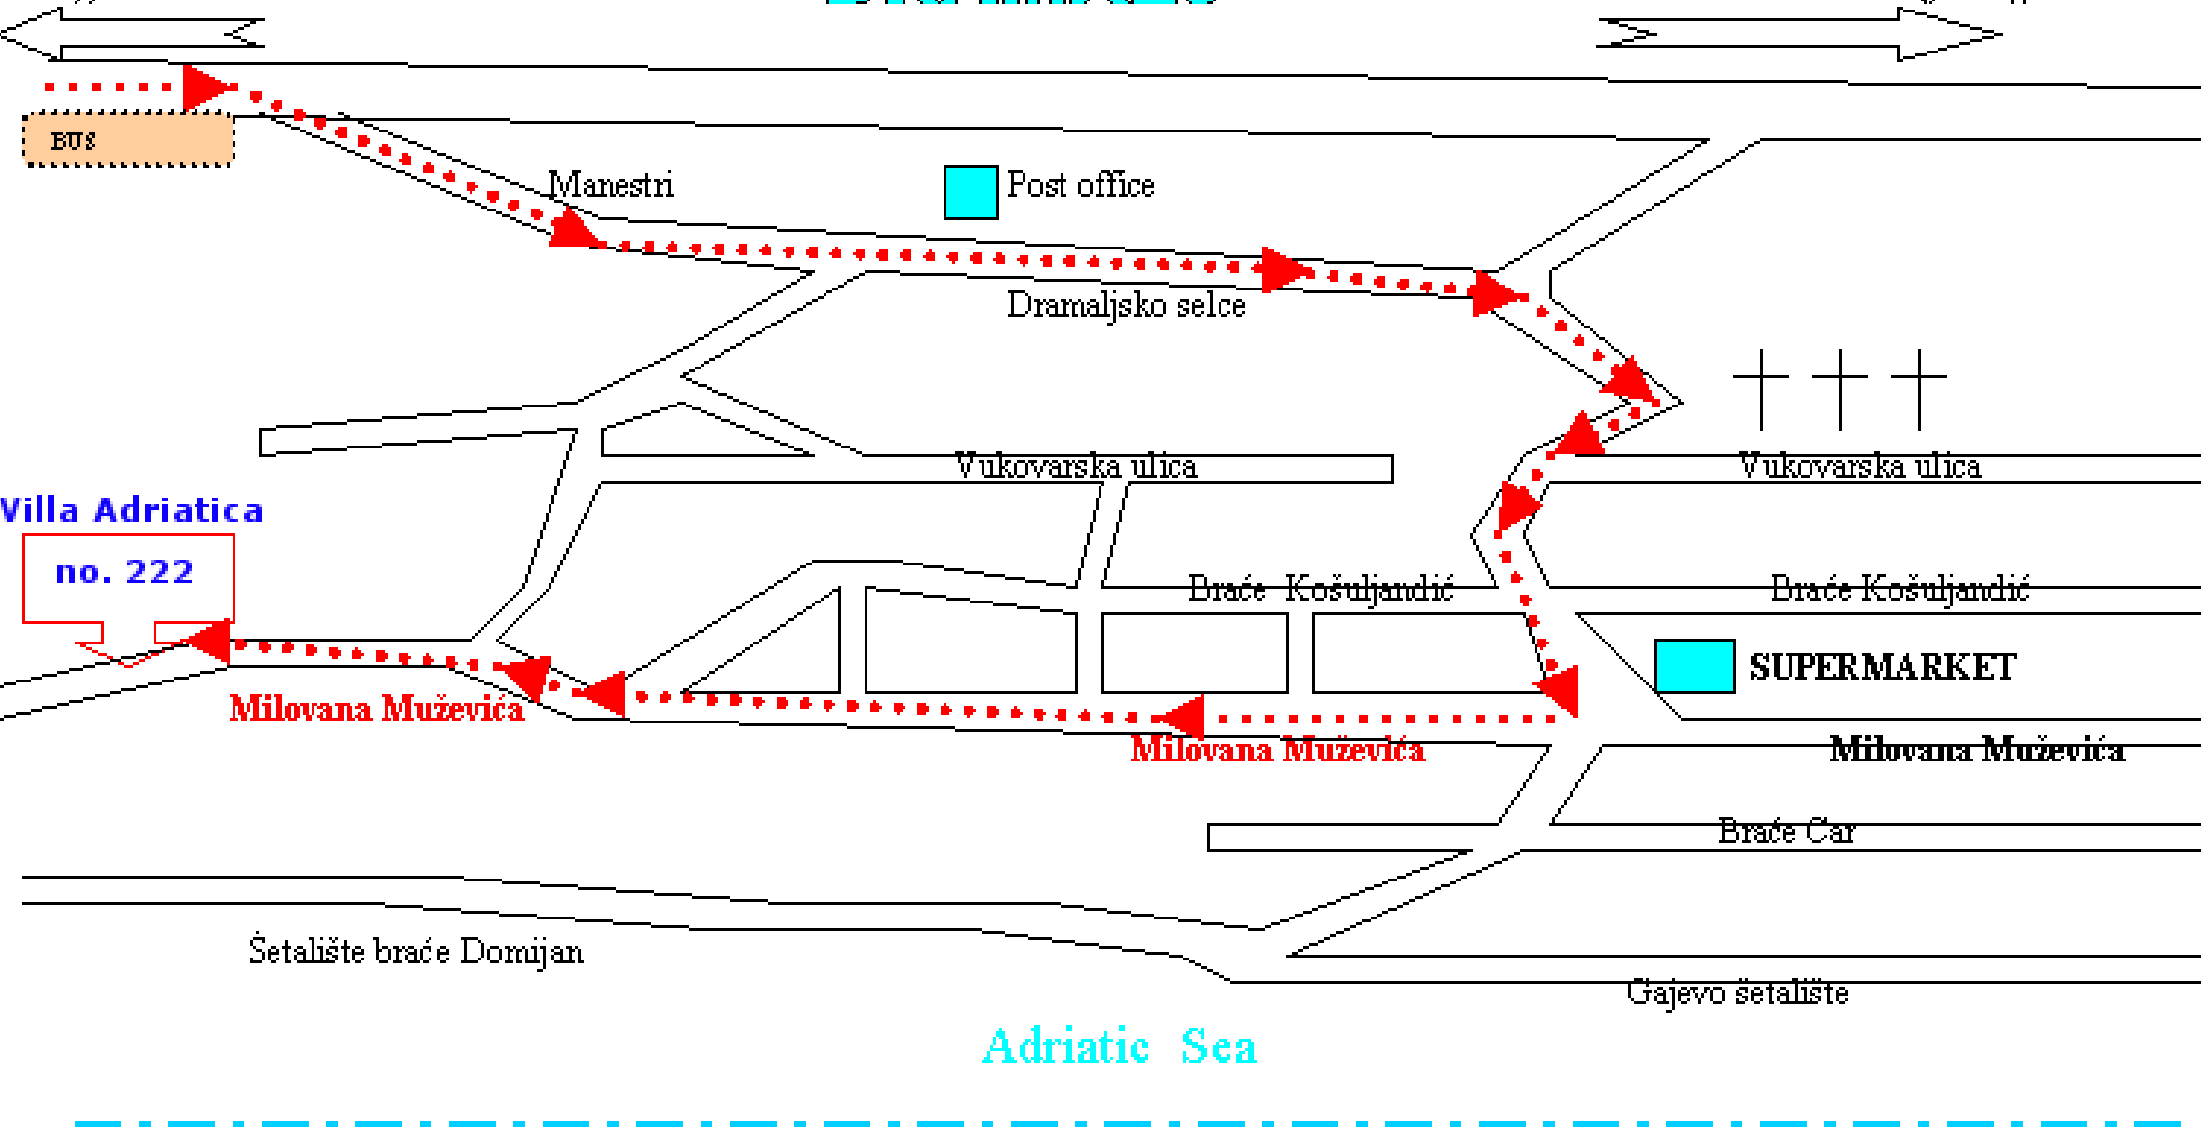 BUS
Manestri
Post office
Dramaljsko selce
Vukovarska ulica
Vukovarska ulica
Villa Adriatica
no. 222
Braće Košuljandić
Braće Košuljandić
SUPERMARKET
Milovana Muževića
Milovana Muževića
Milovana Muževića
Braće Car
Šetalište braće Domijan
Gajevo šetalište
Adriatic Sea